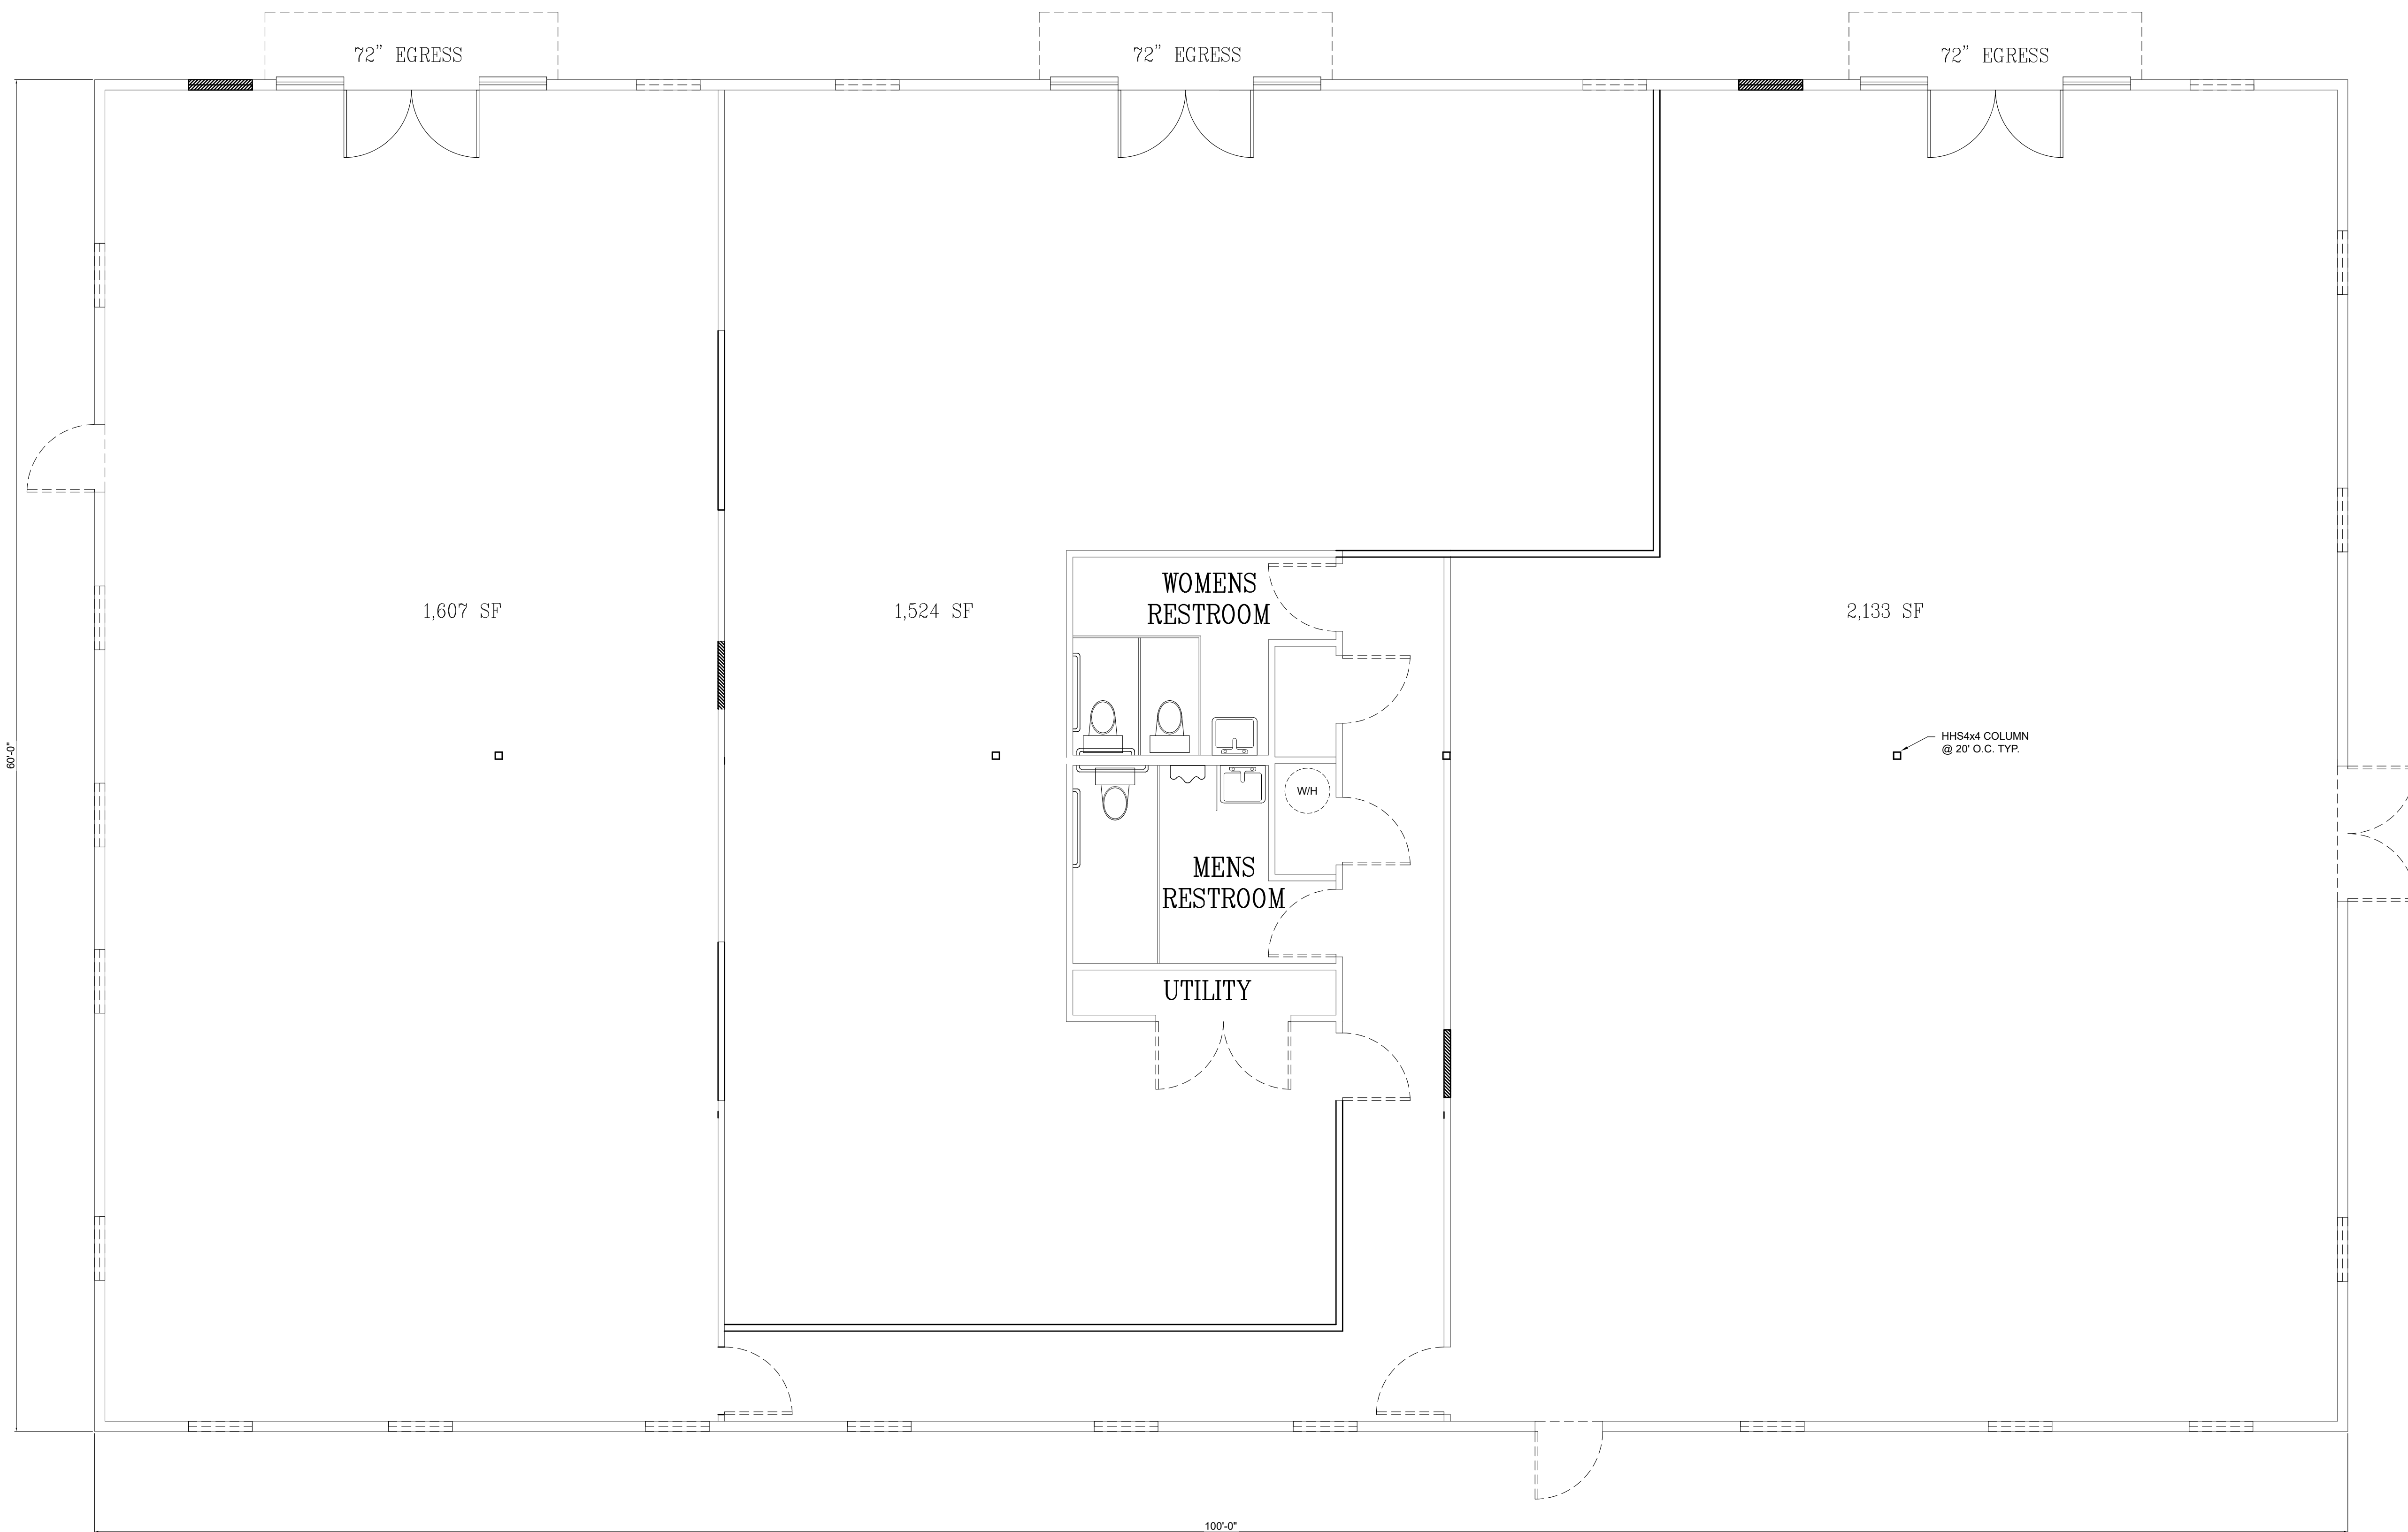 72" EGRESS
72" EGRESS
72" EGRESS
WOMENS
RESTROOM
1,607 SF
1,524 SF
2,133 SF
HHS4x4 COLUMN
@ 20' O.C. TYP.
60'-0"
W/H
MENS
RESTROOM
UTILITY
100'-0"